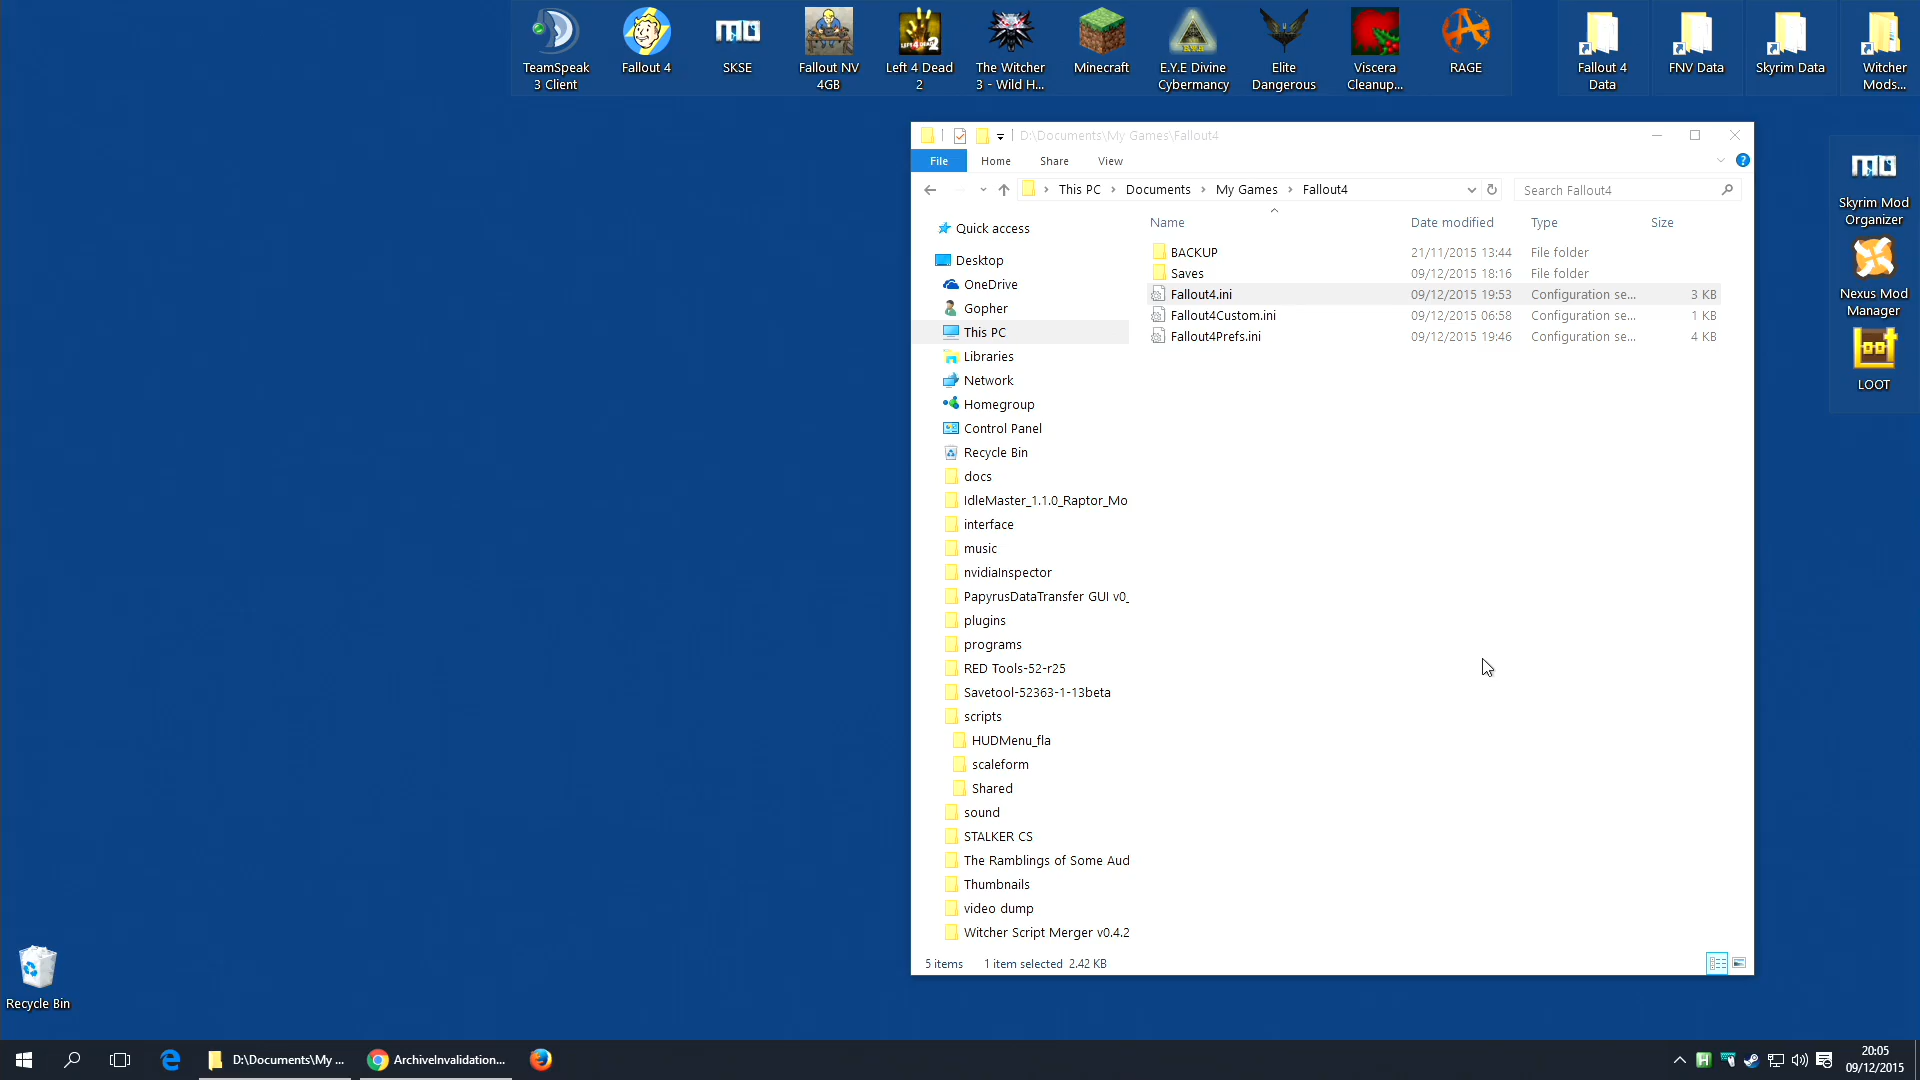 TeamSpeak
3 Client
Fallout 4
SKSE
Fallout NV
4GB
Left 4 Dead
2
The Witcher
3 - Wild H...
Minecraft
E.Y.E Divine
Cybermancy
Elite
Dangerous
Viscera
Cleanup...
RAGE
Fallout 4
Data
FNV Data
Skyrim Data
Witcher
Mods...
D:\Documents\My Games\Fallout4
File
Home
Share
View
This PC
Documents
My Games
Fallout4
Search Fallout4
Name
Date modified
Type
Size
BACKUP 21/11/2015 13:44 File folder
Saves 09/12/2015 18:16 File folder
Fallout4.ini 09/12/2015 19:53 Configuration se... 3 KB
Fallout4Custom.ini 09/12/2015 06:58 Configuration se... 1 KB
Fallout4Prefs.ini 09/12/2015 19:46 Configuration se... 4 KB
Quick access
Desktop
OneDrive
Gopher
This PC
Libraries
Network
Homegroup
Control Panel
Recycle Bin
docs
IdleMaster_1.1.0_Raptor_Mo
interface
music
nvidiaInspector
PapyrusDataTransfer GUI v0_
plugins
programs
RED Tools-52-r25
Savetool-52363-1-13beta
scripts
HUDMenu_fla
scaleform
Shared
sound
STALKER CS
The Ramblings of Some Aud
Thumbnails
video dump
Witcher Script Merger v0.4.2
5 items
1 item selected 2.42 KB
Skyrim Mod
Organizer
Nexus Mod
Manager
LOOT
Recycle Bin
D:\Documents\My ...
ArchiveInvalidation...
20:05
09/12/2015